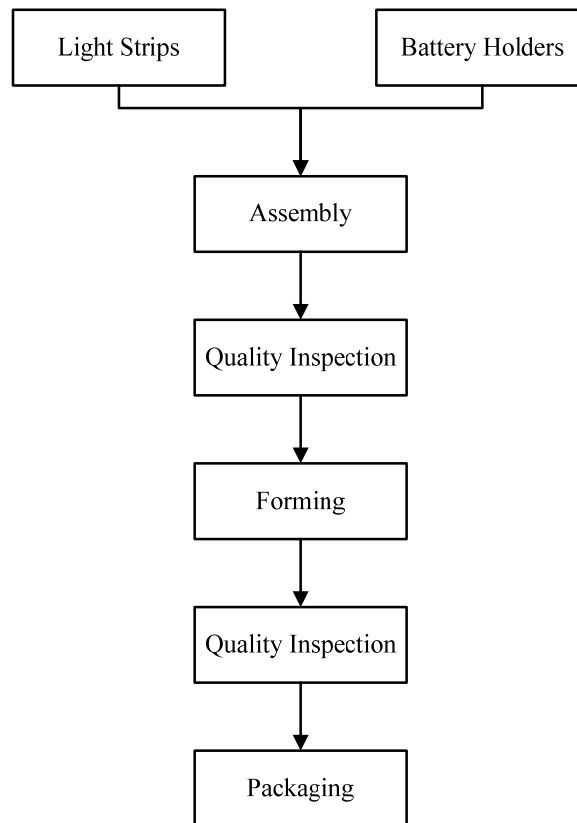 Light Strips
Battery Holders
Assembly
Quality Inspection
Forming
Quality Inspection
Packaging